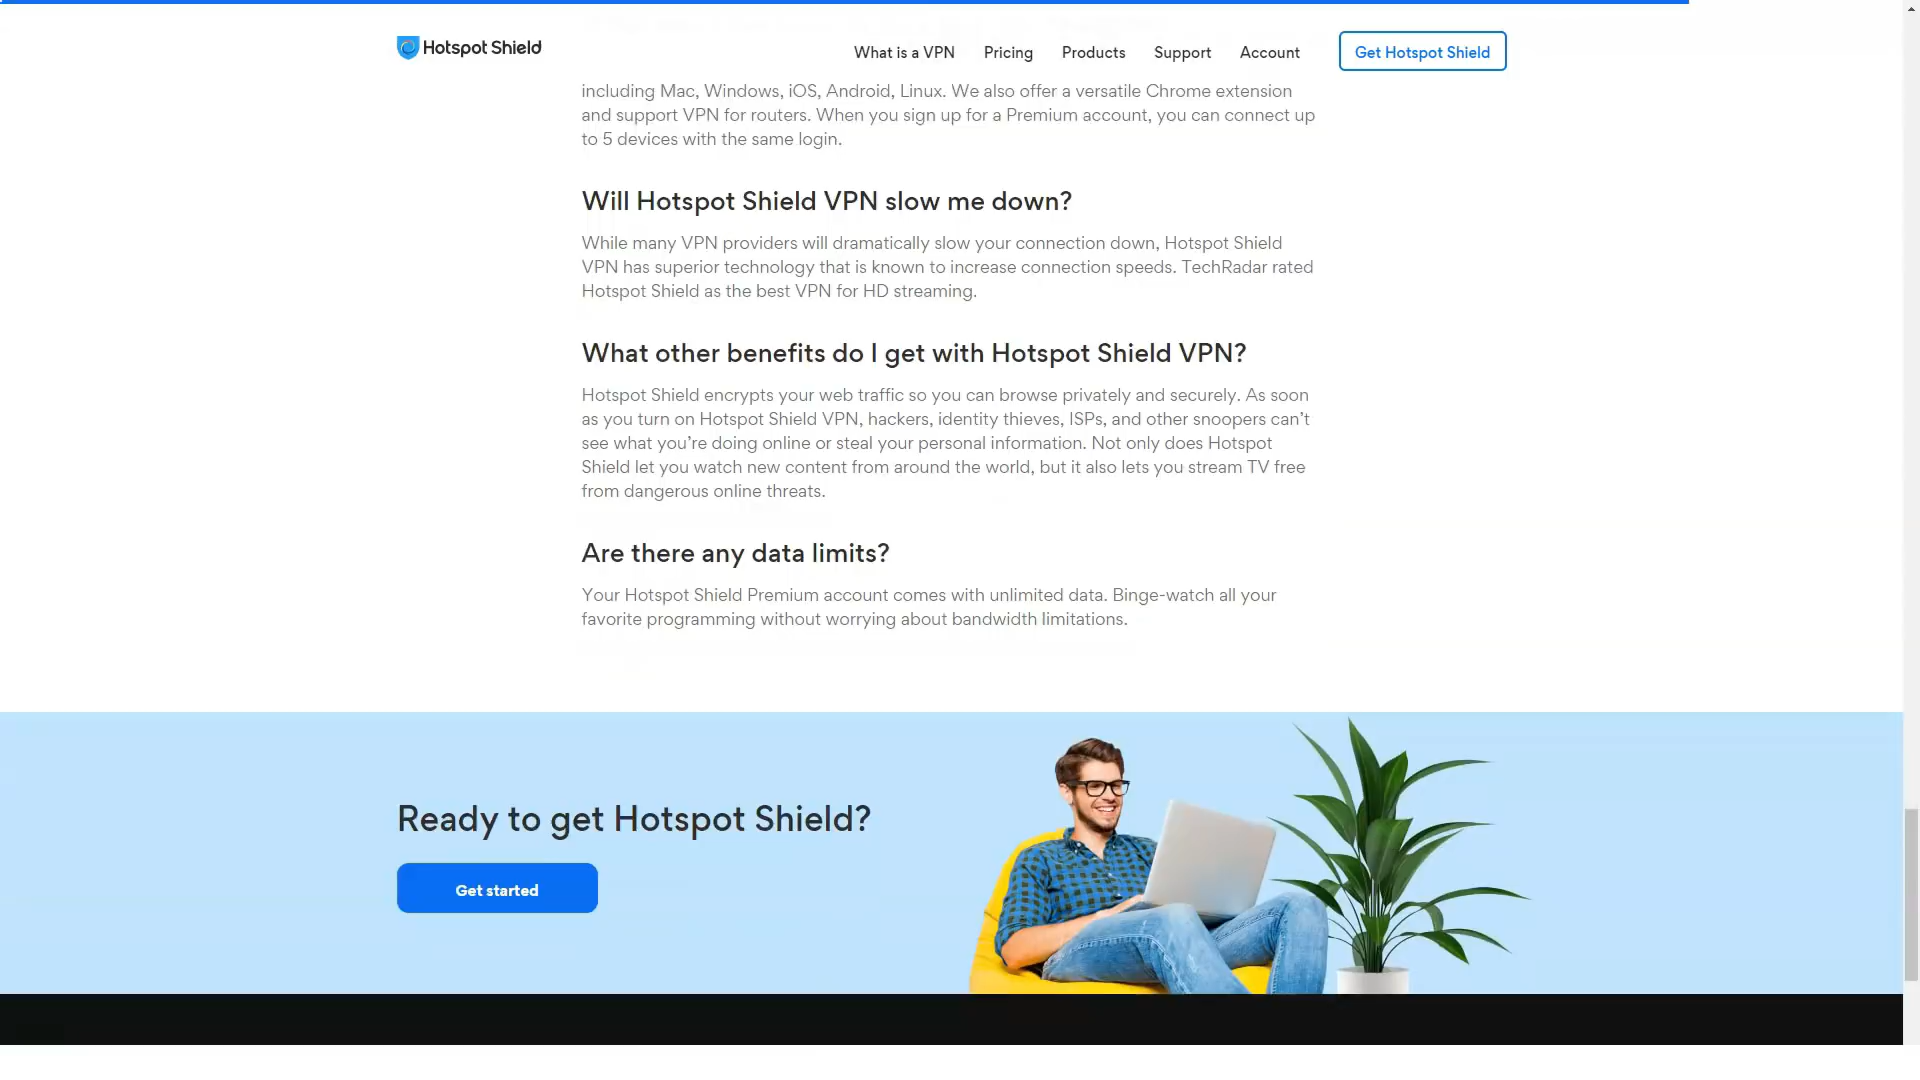 Hotspot Shield
What is a VPN
Pricing
Products
Support
Account
Get Hotspot Shield
including Mac, Windows, iOS, Android, Linux. We also offer a versatile Chrome extension
and support VPN for routers. When you sign up for a Premium account, you can connect up
to 5 devices with the same login.
Will Hotspot Shield VPN slow me down?
While many VPN providers will dramatically slow your connection down, Hotspot Shield
VPN has superior technology that is known to increase connection speeds. TechRadar rated
Hotspot Shield as the best VPN for HD streaming.
What other benefits do I get with Hotspot Shield VPN?
Hotspot Shield encrypts your web traffic so you can browse privately and securely. As soon
as you turn on Hotspot Shield VPN, hackers, identity thieves, ISPs, and other snoopers can’t
see what you’re doing online or steal your personal information. Not only does Hotspot
Shield let you watch new content from around the world, but it also lets you stream TV free
from dangerous online threats.
Are there any data limits?
Your Hotspot Shield Premium account comes with unlimited data. Binge-watch all your
favorite programming without worrying about bandwidth limitations.
Ready to get Hotspot Shield?
Get started